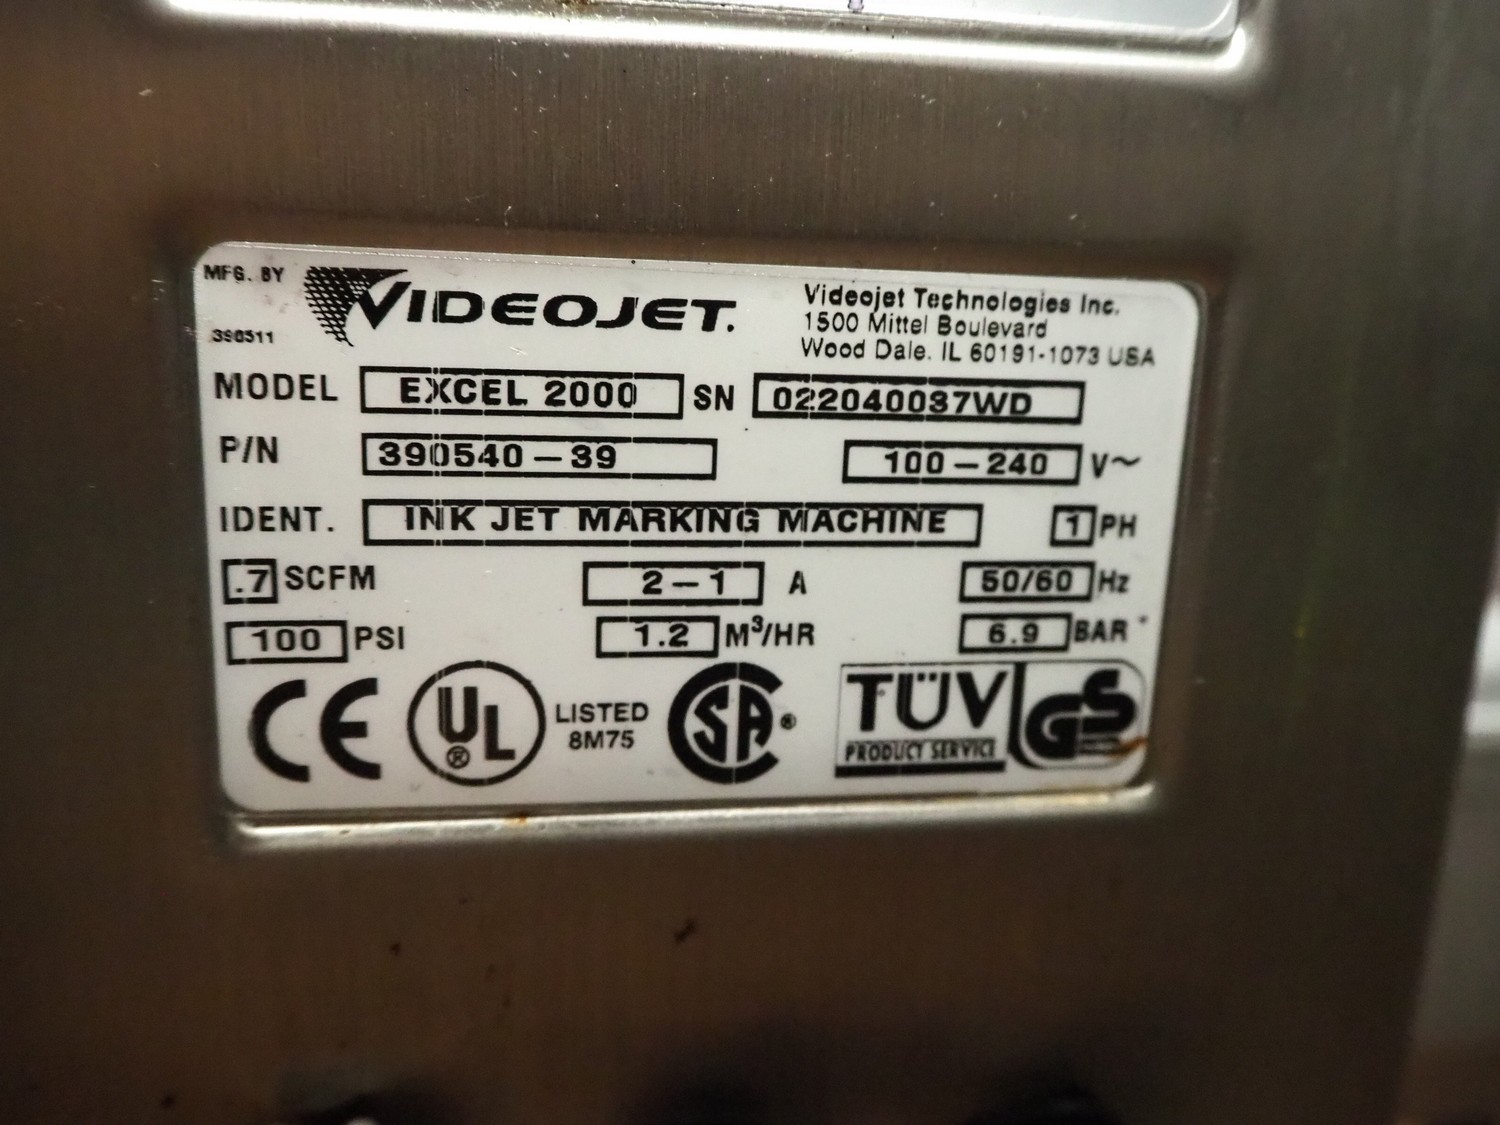 MFG. BY VIDEOJET.
390511
Videojet Technologies Inc.
1500 Mittel Boulevard
Wood Dale. IL 60191-1073 USA
MODEL EXCEL 2000 SN 022040037WD
P/N 390540-39 100-240 V~
IDENT. INK JET MARKING MACHINE 1 PH
.7 SCFM 2-1 A 50/60 Hz
100 PSI 1.2 M³/HR 6.9 BAR
CE UL ® LISTED 8M75 SA ® TÜV PRODUCT SERVICE GS